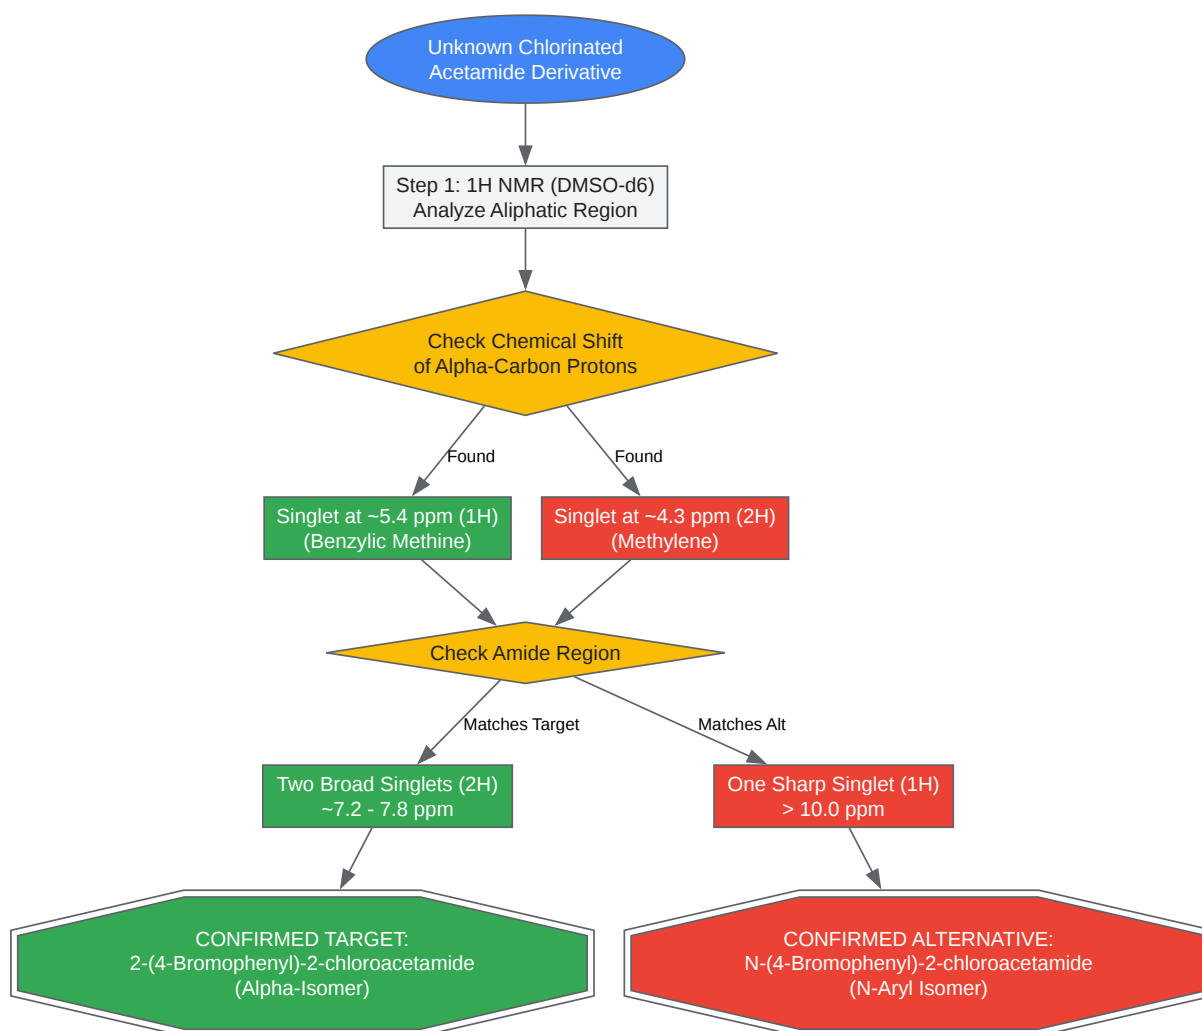 Unknown Chlorinated
Acetamide Derivative
Step 1: 1H NMR (DMSO-d6)
Analyze Aliphatic Region
Check Chemical Shift
of Alpha-Carbon Protons
Found
Found
Singlet at ~5.4 ppm (1H)
(Benzylic Methine)
Singlet at ~4.3 ppm (2H)
(Methylene)
Check Amide Region
Matches Target
Matches Alt
Two Broad Singlets (2H)
~7.2 - 7.8 ppm
One Sharp Singlet (1H)
> 10.0 ppm
CONFIRMED TARGET:
2-(4-Bromophenyl)-2-chloroacetamide
(Alpha-Isomer)
CONFIRMED ALTERNATIVE:
N-(4-Bromophenyl)-2-chloroacetamide
(N-Aryl Isomer)